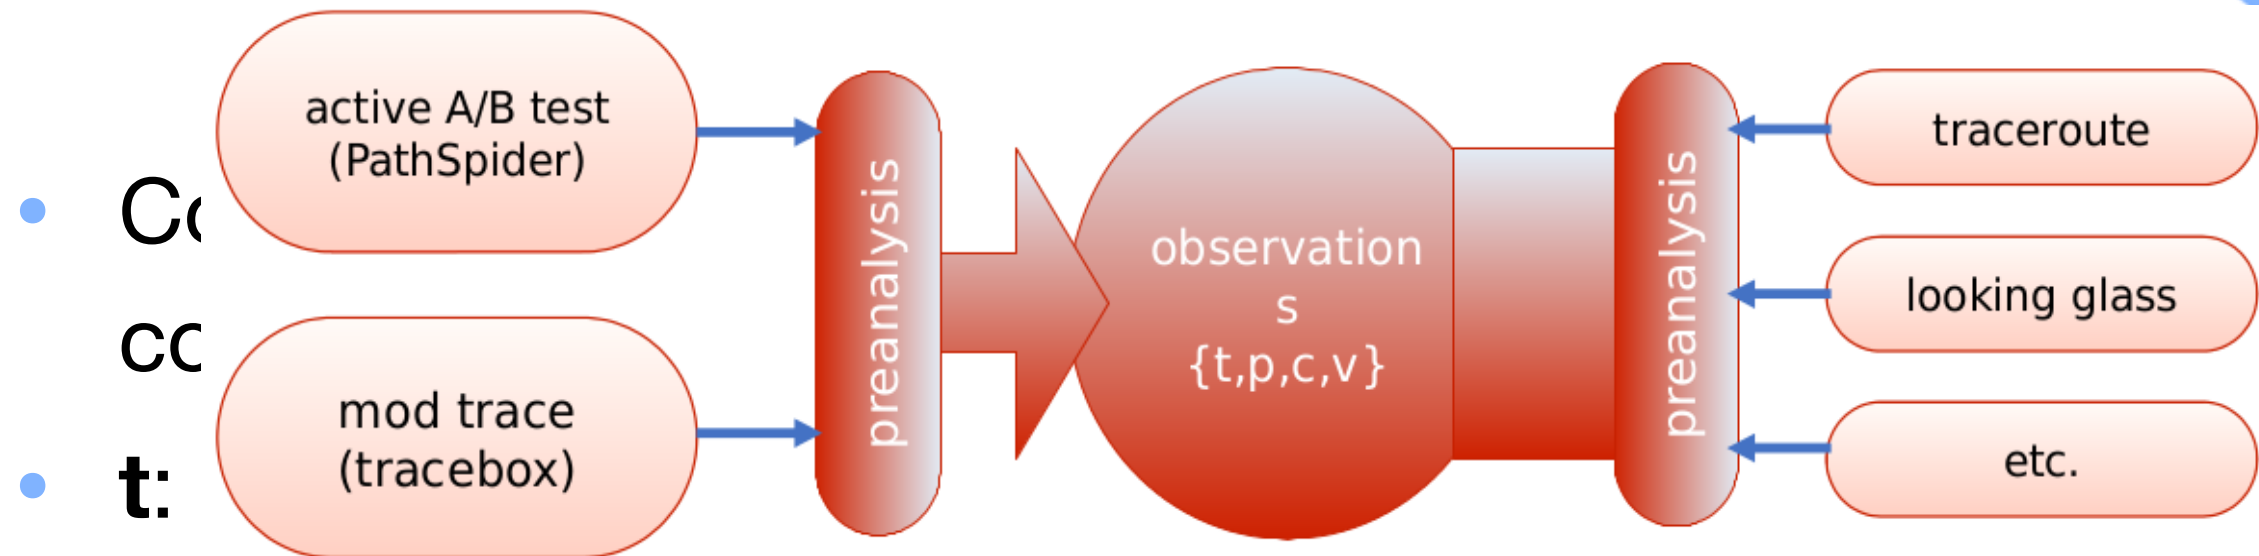 active A/B test
(PathSpider)
mod trace
(tracebox)
preanalysis
observation
s
{t,p,c,v}
preanalysis
traceroute
looking glass
etc.
t: